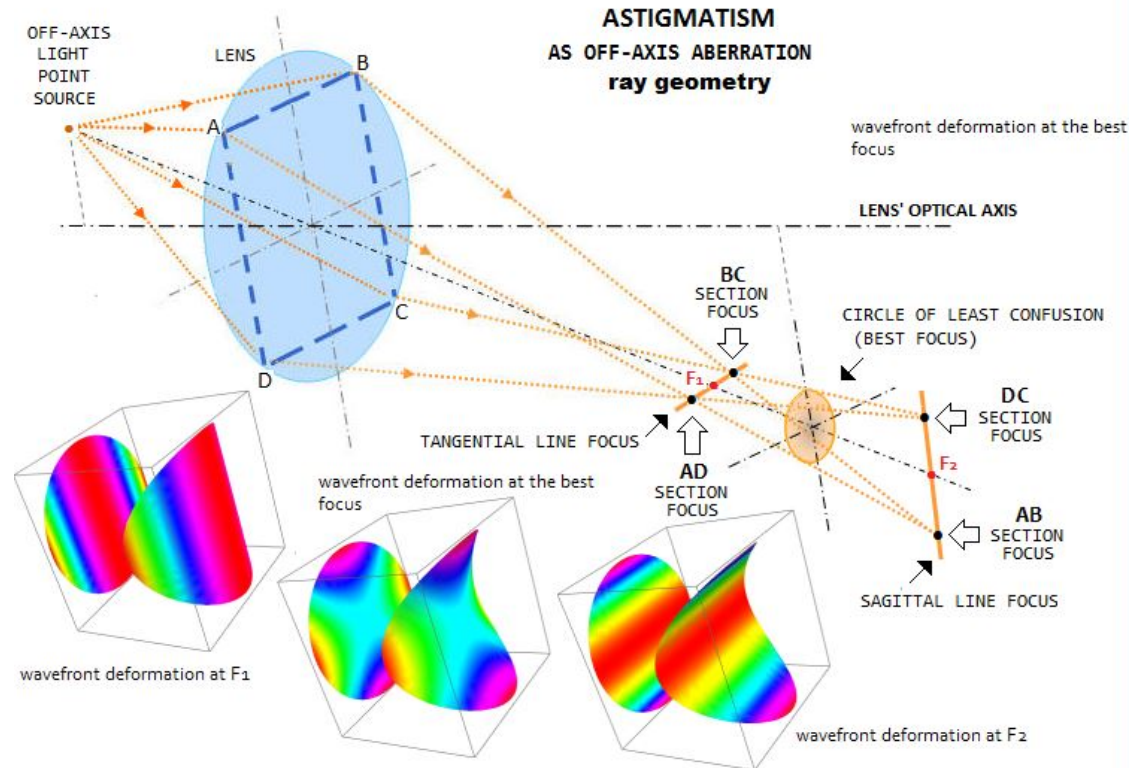 ASTIGMATISM
AS OFF-AXIS ABERRATION
ray geometry
OFF-AXIS
LIGHT
POINT
SOURCE
LENS
B
A
C
D
wavefront deformation at the best
focus
LENS' OPTICAL AXIS
BC
SECTION
FOCUS
CIRCLE OF LEAST CONFUSION
(BEST FOCUS)
F1
TANGENTIAL LINE FOCUS
AD
SECTION
FOCUS
DC
SECTION
FOCUS
F2
AB
SECTION
FOCUS
SAGITTAL LINE FOCUS
wavefront deformation at F1
wavefront deformation at the best
focus
wavefront deformation at F2